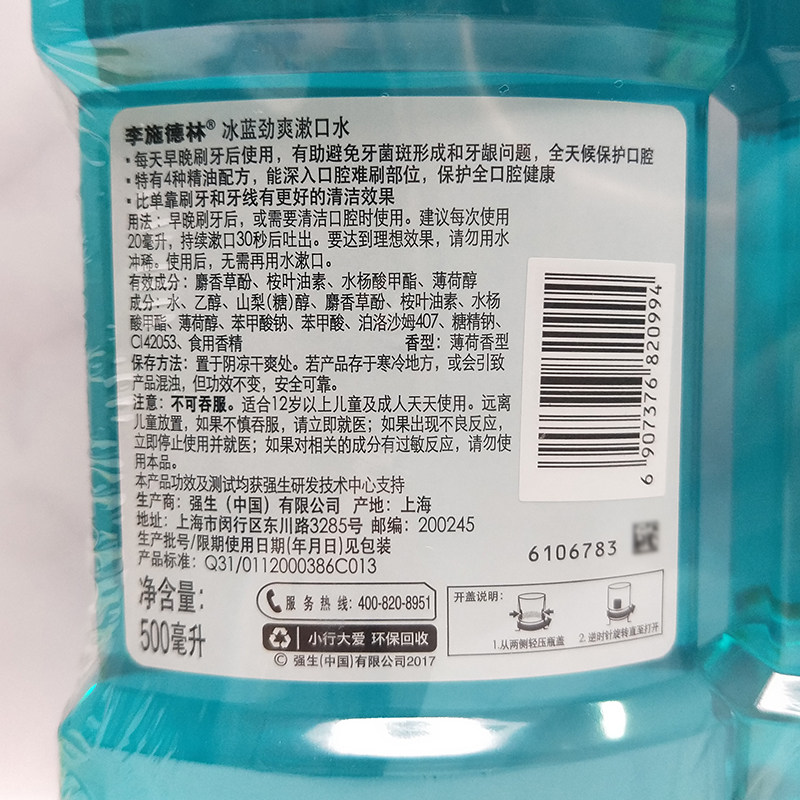 李施德林® 冰蓝劲爽漱口水
·每天早晚刷牙后使用，有助避免牙菌斑形成和牙龈问题，全天候保护口腔
·特有4种精油配方，能深入口腔难刷部位，保护全口腔健康
·比单靠刷牙和牙线有更好的清洁效果
用法：早晚刷牙后，或需要清洁口腔时使用。建议每次使用
20毫升，持续漱口30秒后吐出。要达到理想效果，请勿用水
冲稀。使用后，无需再用水漱口。
有效成分：麝香草酚、桉叶油素、水杨酸甲酯、薄荷醇
成分：水、乙醇、山梨(糖)醇、麝香草酚、桉叶油素、水杨
酸甲酯、薄荷醇、苯甲酸钠、苯甲酸、泊洛沙姆407、糖精钠、
CI42053、食用香精 香型：薄荷香型
保存方法：置于阴凉干爽处。若产品存于寒冷地方，或会引致
产品混浊，但功效不变，安全可靠。
注意：不可吞服。适合12岁以上儿童及成人天天使用。远离
儿童放置，如果不慎吞服，请立即就医；如果出现不良反应，
立即停止使用并就医；如果对相关的成分有过敏反应，请勿使
用本品。
本产品功效及测试均获强生研发技术中心支持
生产商：强生（中国）有限公司 产地：上海
地址：上海市闵行区东川路3285号 邮编：200245
生产批号/限期使用日期(年月日)见包装
产品标准：Q31/0112000386C013
净含量：
500毫升
服务热线：400-820-8951
小行大爱 环保回收
© 强生(中国)有限公司2017
6 907376 820994
6106783
开盖说明：
1.从两侧轻压瓶盖
2.逆时针旋转直至打开